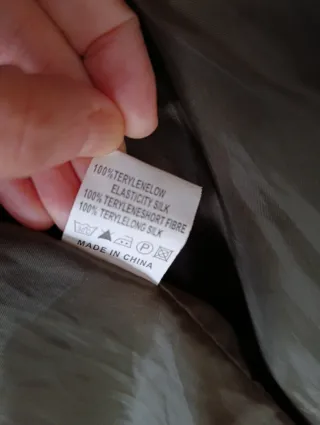 100%TERYLENELOW
ELASTICITY SILK
100%TERYLENESHORT FIBRE
100%TERYLELONG SILK
P
MADE IN CHINA